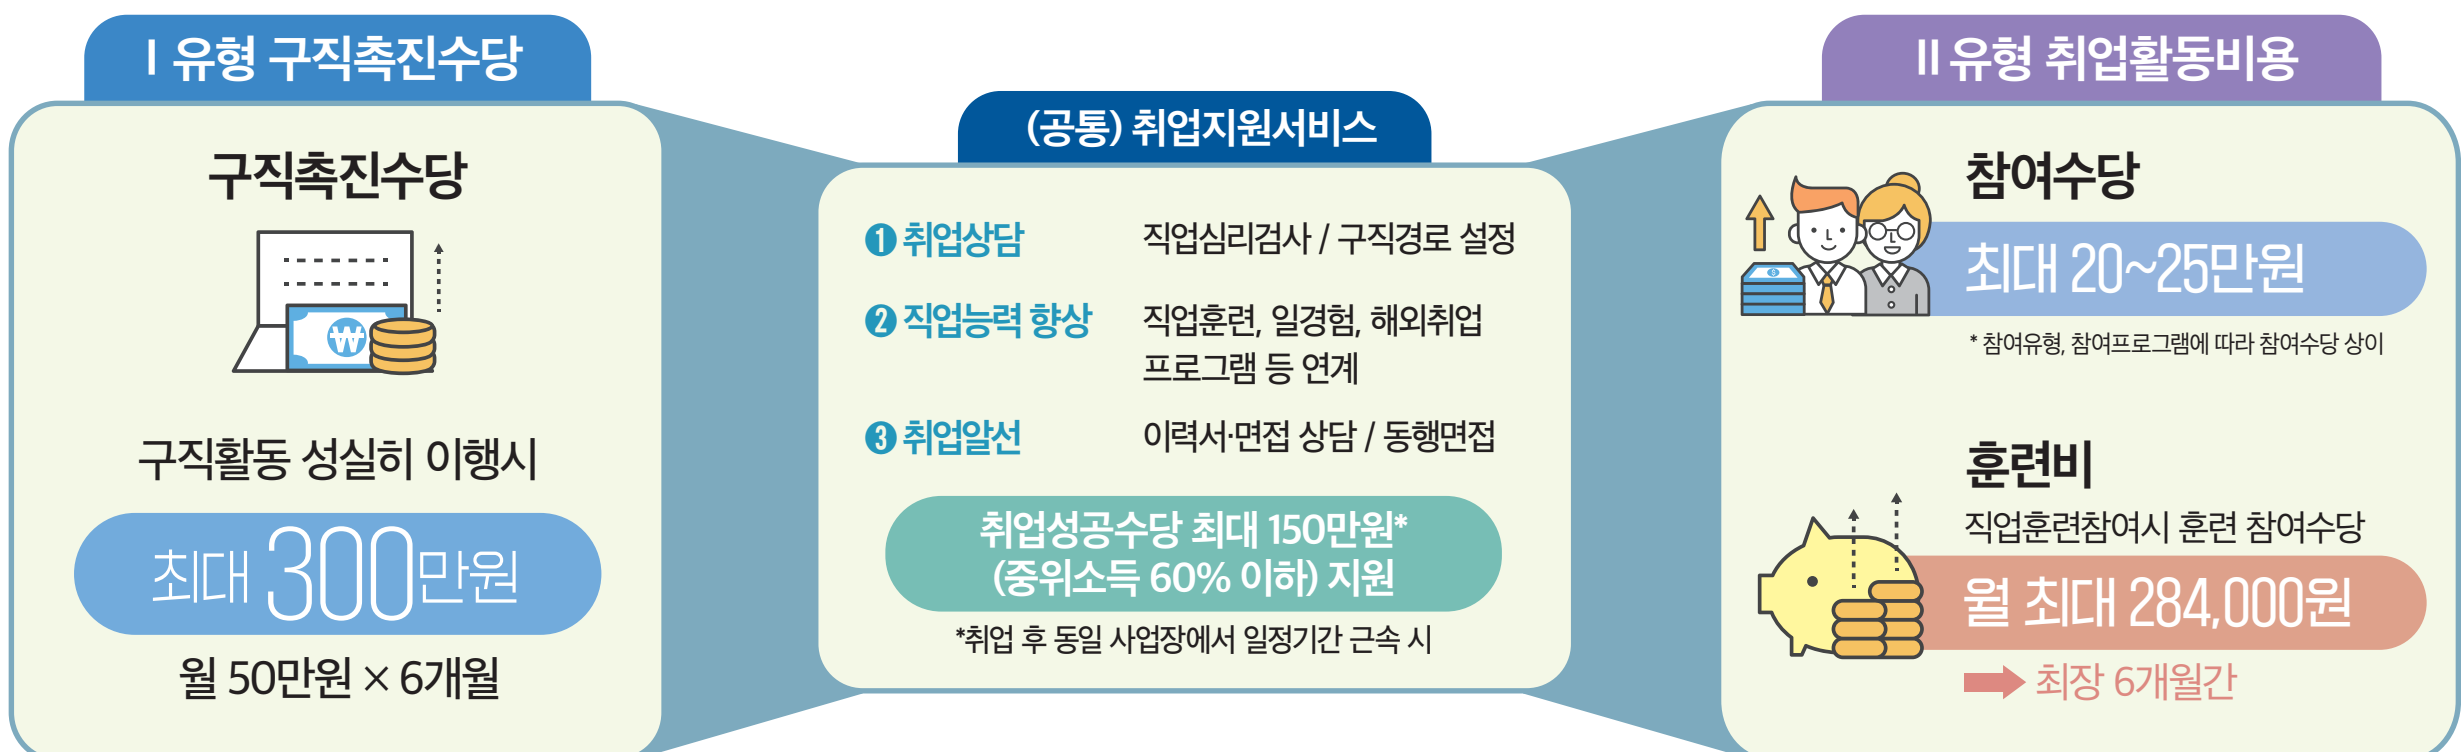 Ⅰ유형 구직촉진수당
구직촉진수당
₩
구직활동 성실히 이행시
최대 300만원
월 50만원 × 6개월
(공통) 취업지원서비스
❶ 취업상담 직업심리검사 / 구직경로 설정
❷ 직업능력 향상 직업훈련, 일경험, 해외취업
프로그램 등 연계
❸ 취업알선 이력서·면접 상담 / 동행면접
취업성공수당 최대 150만원*
(중위소득 60% 이하) 지원
*취업 후 동일 사업장에서 일정기간 근속 시
Ⅱ유형 취업활동비용
참여수당
최대 20~25만원
* 참여유형, 참여프로그램에 따라 참여수당 상이
훈련비
직업훈련참여시 훈련 참여수당
월 최대 284,000원
➡ 최장 6개월간